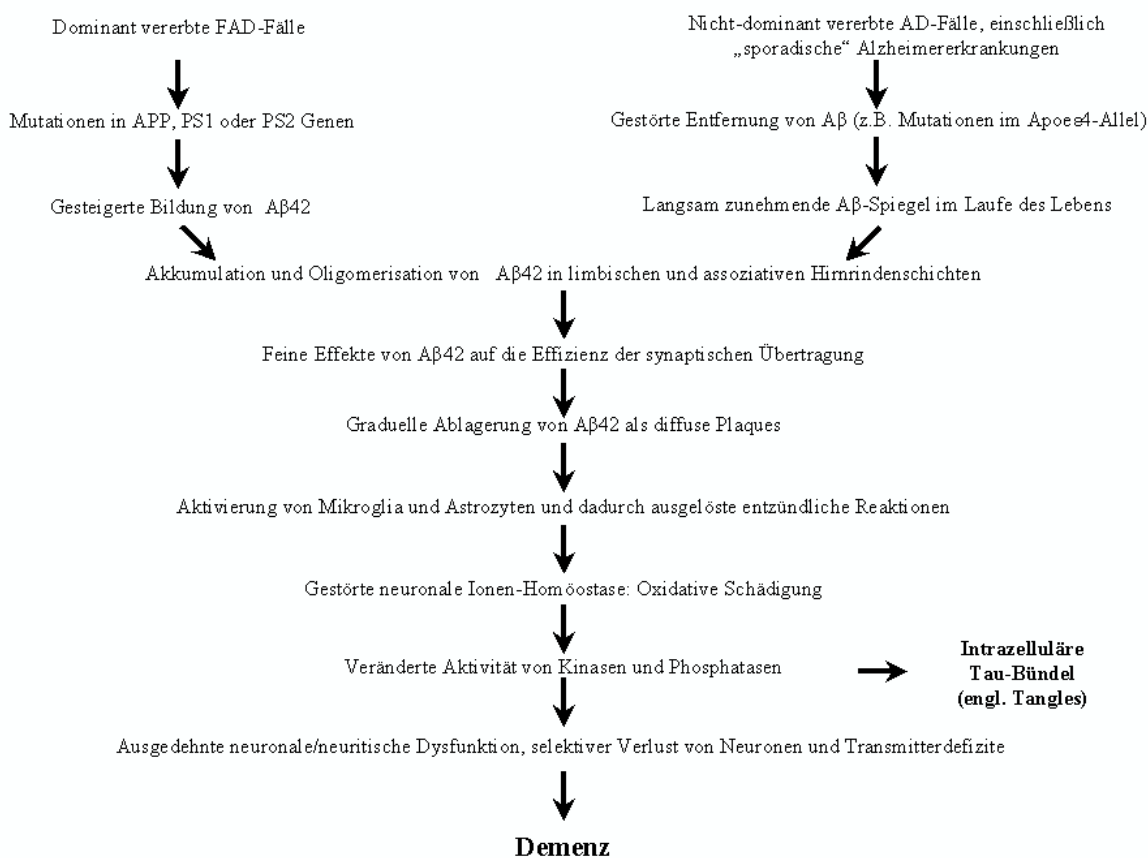 Dominant vererbte FAD-Fälle
Nicht-dominant vererbte AD-Fälle, einschließlich
„sporadische“ Alzheimererkrankungen
Mutationen in APP, PS1 oder PS2 Genen
Gestörte Entfernung von Aβ (z.B. Mutationen im Apoeε4-Allel)
Gesteigerte Bildung von Aβ42
Langsam zunehmende Aβ-Spiegel im Laufe des Lebens
Akkumulation und Oligomerisation von Aβ42 in limbischen und assoziativen Hirnrindenschichten
Feine Effekte von Aβ42 auf die Effizienz der synaptischen Übertragung
Graduelle Ablagerung von Aβ42 als diffuse Plaques
Aktivierung von Mikroglia und Astrozyten und dadurch ausgelöste entzündliche Reaktionen
Gestörte neuronale Ionen-Homöostase: Oxidative Schädigung
Veränderte Aktivität von Kinasen und Phosphatasen
Intrazelluläre
Tau-Bündel
(engl. Tangles)
Ausgedehnte neuronale/neuritische Dysfunktion, selektiver Verlust von Neuronen und Transmitterdefizite
Demenz